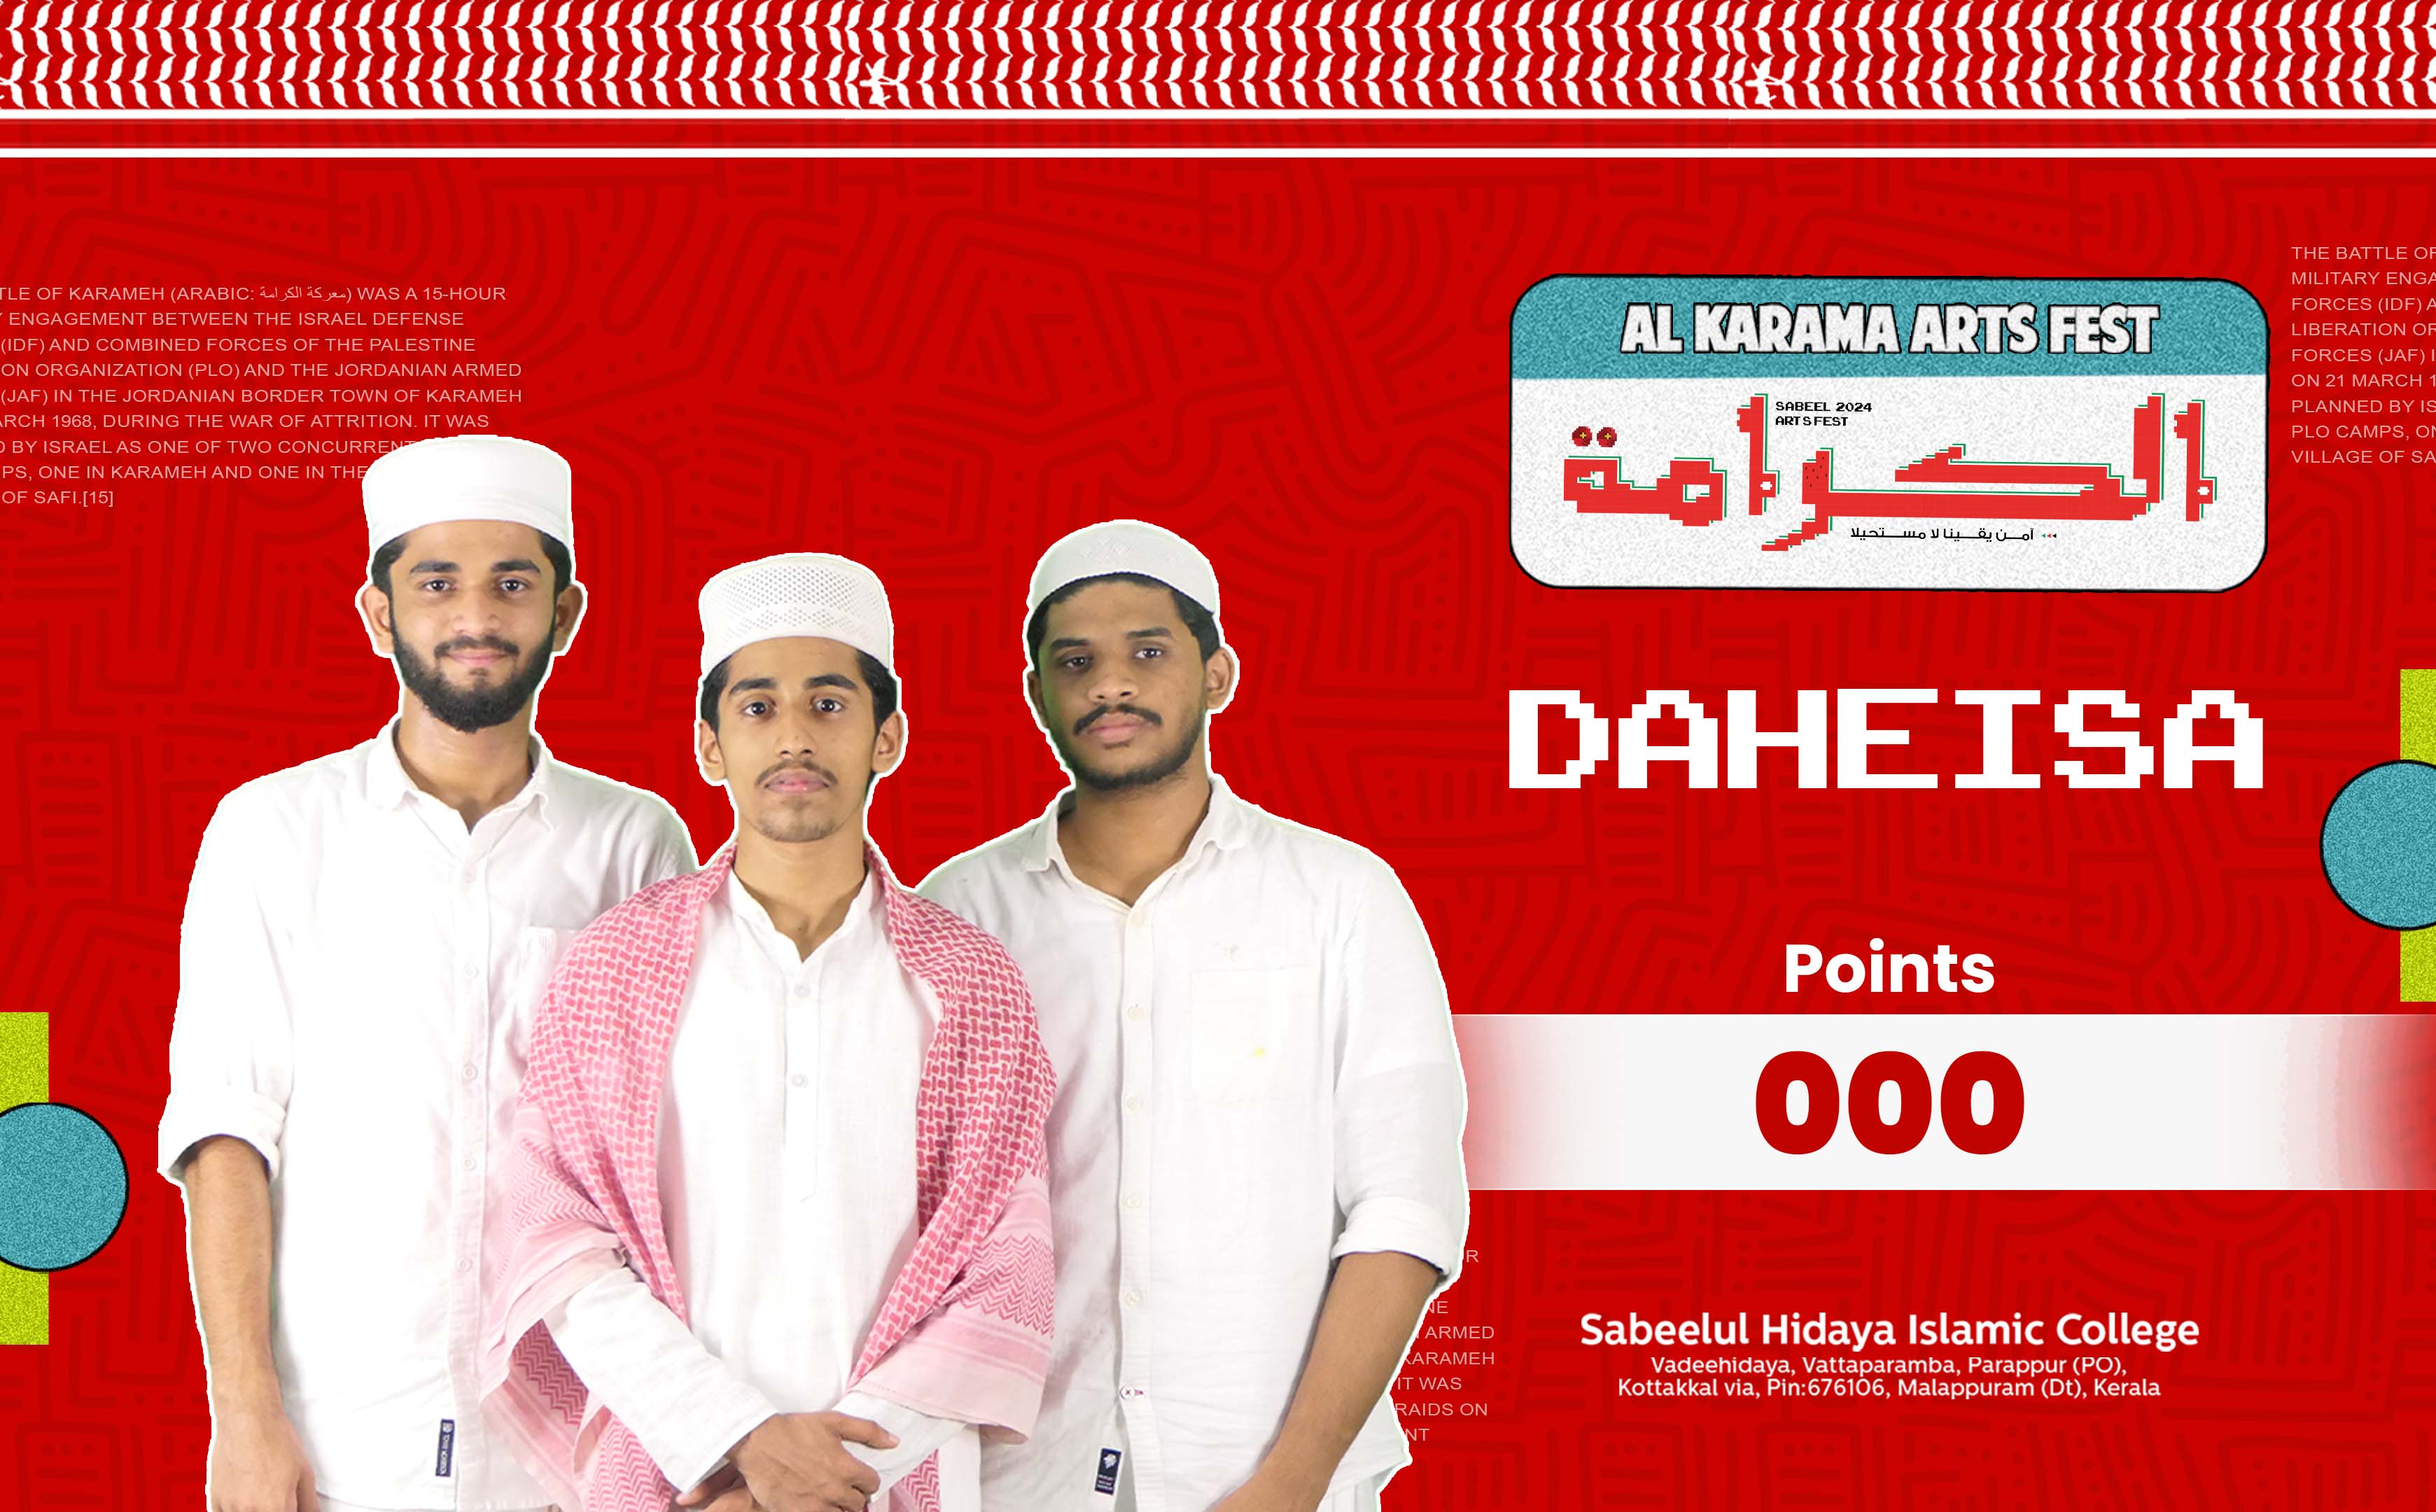 TLE OF KARAMEH (ARABIC: معركة الكرامة) WAS A 15-HOUR
Y ENGAGEMENT BETWEEN THE ISRAEL DEFENSE
(IDF) AND COMBINED FORCES OF THE PALESTINE
ON ORGANIZATION (PLO) AND THE JORDANIAN ARMED
(JAF) IN THE JORDANIAN BORDER TOWN OF KARAMEH
ARCH 1968, DURING THE WAR OF ATTRITION. IT WAS
D BY ISRAEL AS ONE OF TWO CONCURRENT
PS, ONE IN KARAMEH AND ONE IN THE
OF SAFI.[15]
AL KARAMA ARTS FEST
SABEEL 2024
ARTS FEST
الكرامة
آمن يقينا لا مستحيلا
THE BATTLE OF
MILITARY ENGA
FORCES (IDF) A
LIBERATION OR
FORCES (JAF) I
ON 21 MARCH 1
PLANNED BY IS
PLO CAMPS, ON
VILLAGE OF SA
DAHEISA
Points
000
R
NE
ARMED
KARAMEH
IT WAS
RAIDS ON
NT
Sabeelul Hidaya Islamic College
Vadeehidaya, Vattaparamba, Parappur (PO),
Kottakkal via, Pin:676106, Malappuram (Dt), Kerala